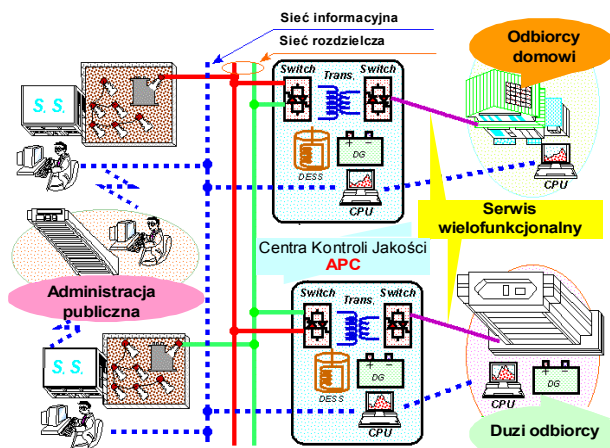 Sieć informacyjna
Sieć rozdzielcza
Switch
Trans,
Switch
DESS
DG
CPU
Odbiorcy
domowi
CPU
S, S,
Serwis
wielofunkcjonalny
Centra Kontroli Jakości
APC
Administracja
publiczna
Switch
Trans,
Switch
DESS
DG
CPU
S, S,
CPU
DG
Duzi odbiorcy